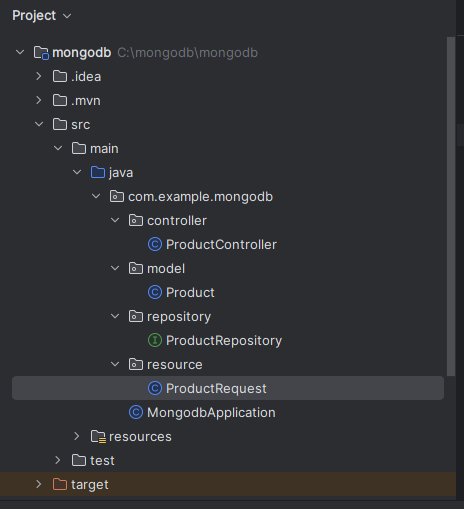 Project
mongodb C:\mongodb\mongodb
.idea
.mvn
src
main
java
com.example.mongodb
controller
ProductController
model
Product
repository
ProductRepository
resource
ProductRequest
MongodbApplication
resources
test
target